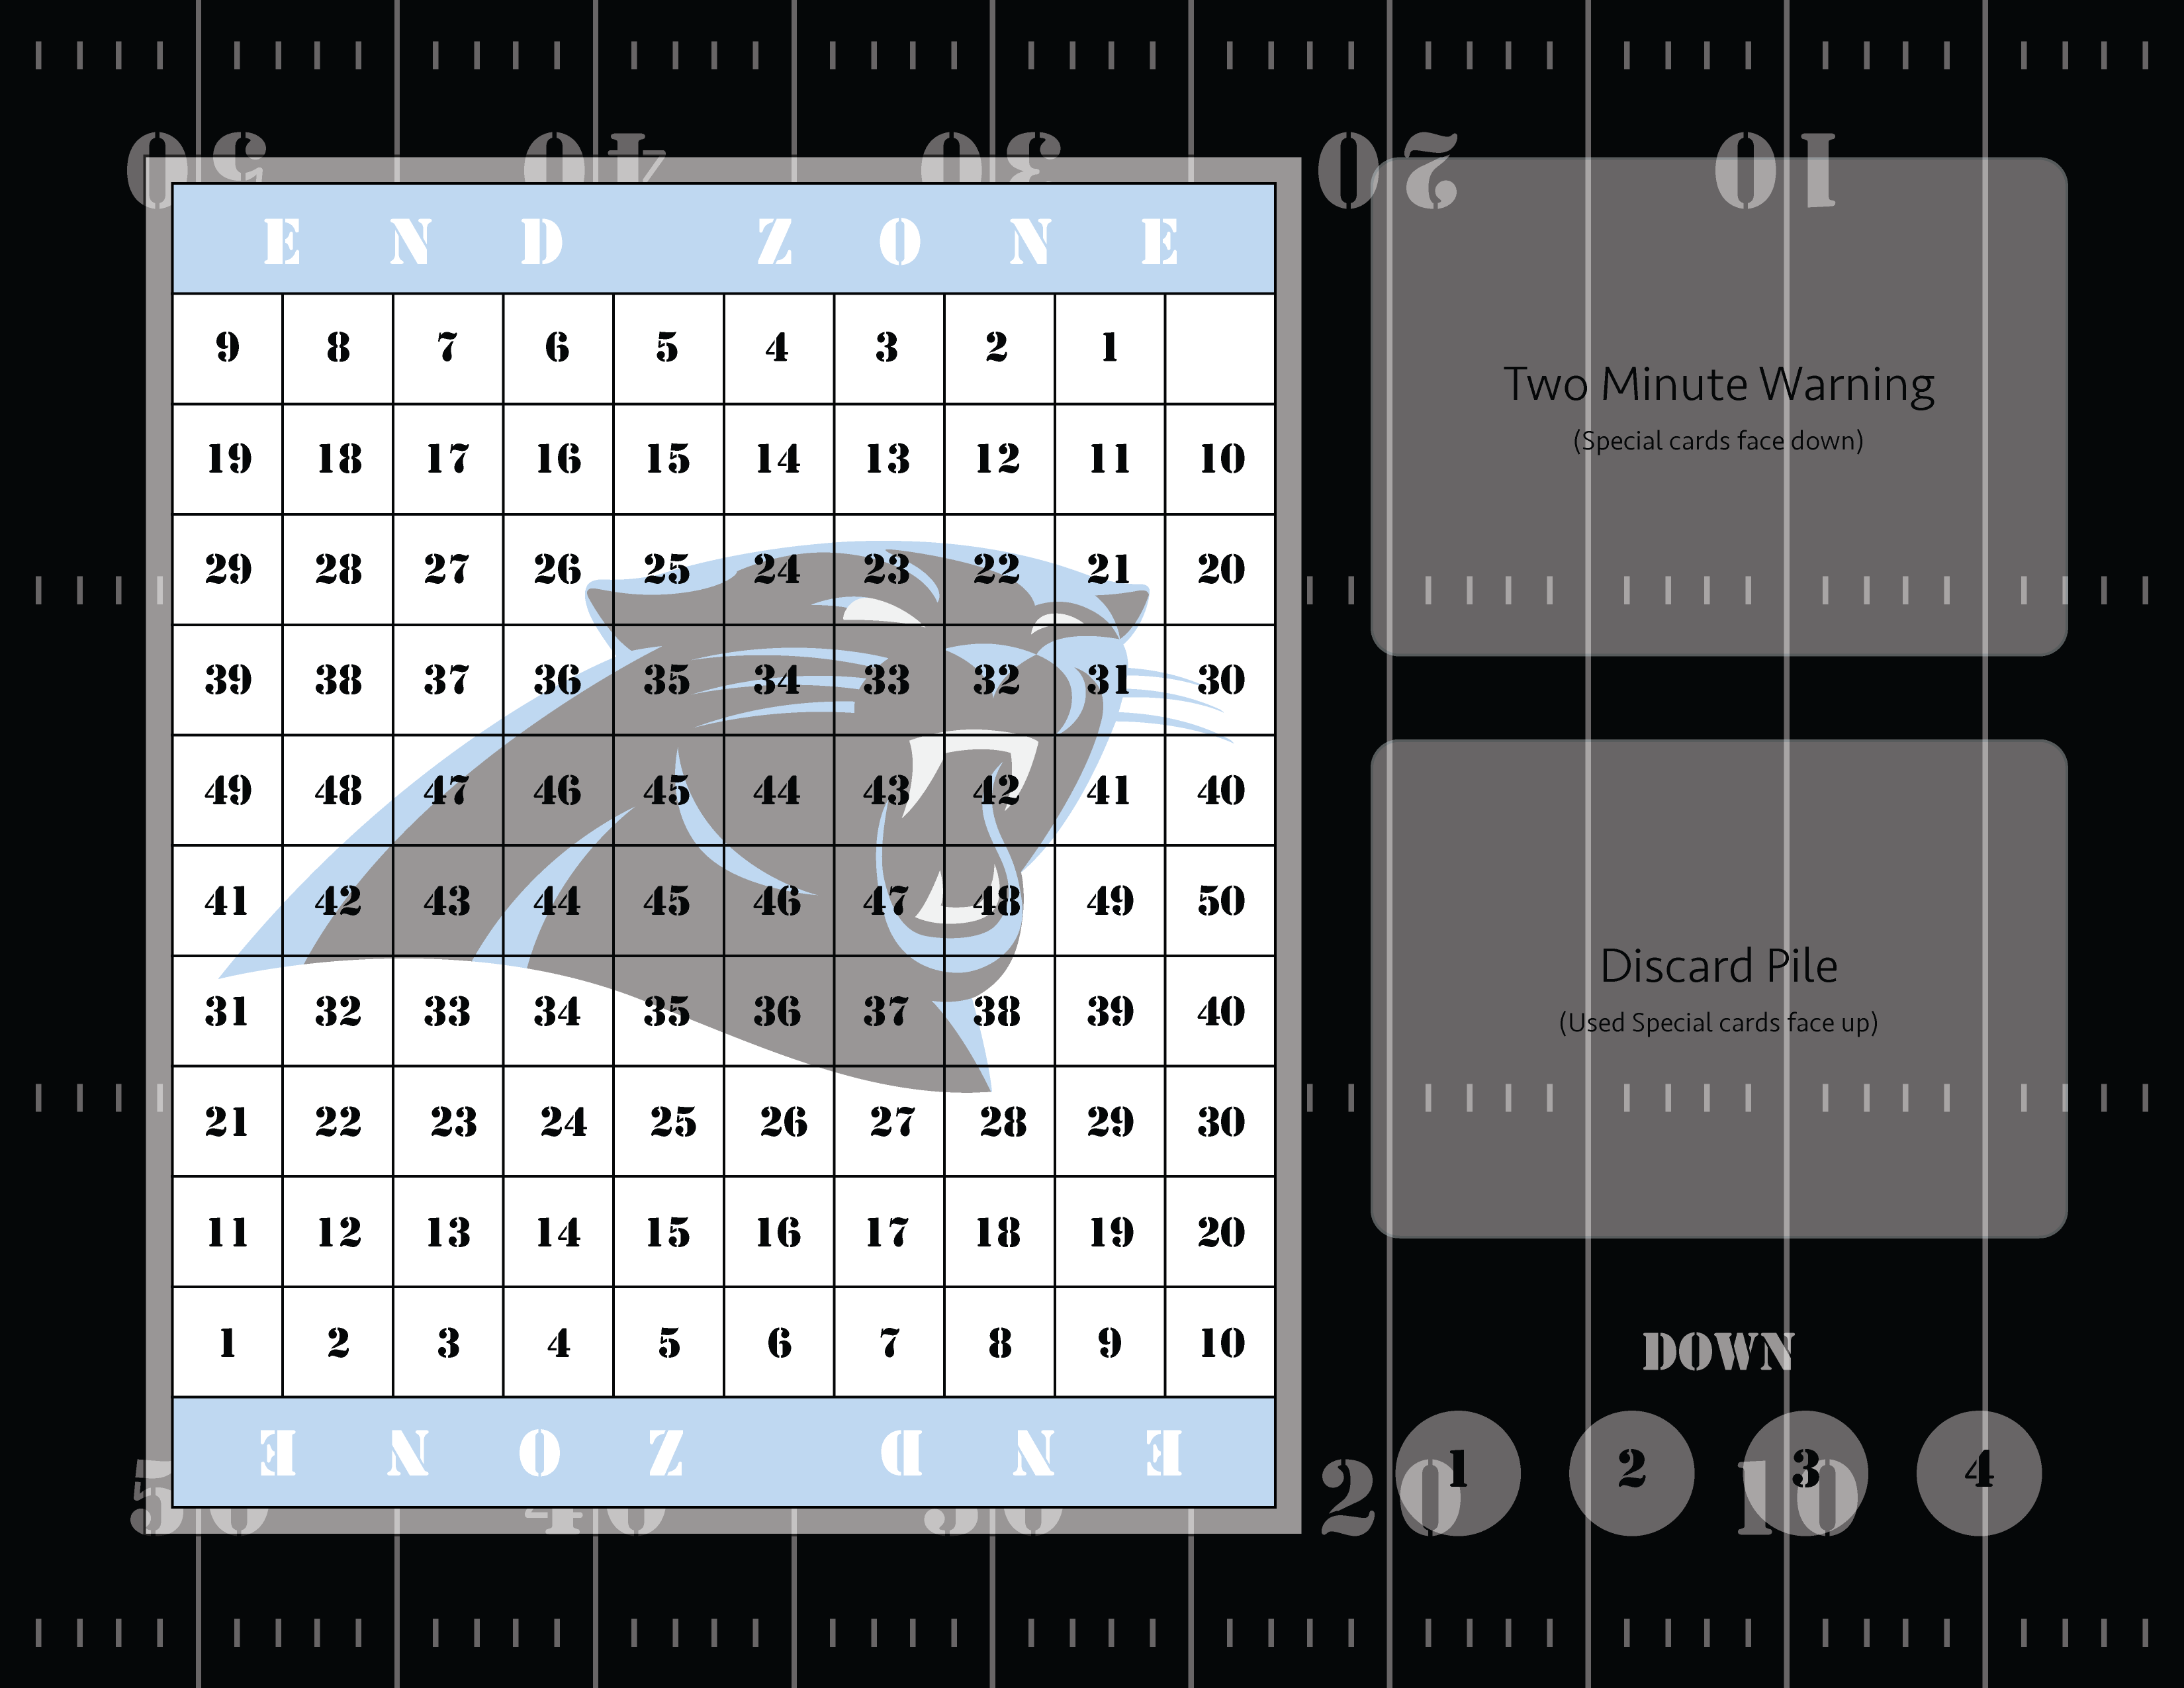 50 40 30 20 10
END ZONE
9 8 7 6 5 4 3 2 1
19 18 17 16 15 14 13 12 11 10
29 28 27 26 25 24 23 22 21 20
39 38 37 36 35 34 33 32 31 30
49 48 47 46 45 44 43 42 41 40
41 42 43 44 45 46 47 48 49 50
31 32 33 34 35 36 37 38 39 40
21 22 23 24 25 26 27 28 29 30
11 12 13 14 15 16 17 18 19 20
1 2 3 4 5 6 7 8 9 10
END ZONE
50 40 30 20 10
Two Minute Warning
(Special cards face down)
Discard Pile
(Used Special cards face up)
DOWN
1 2 3 4